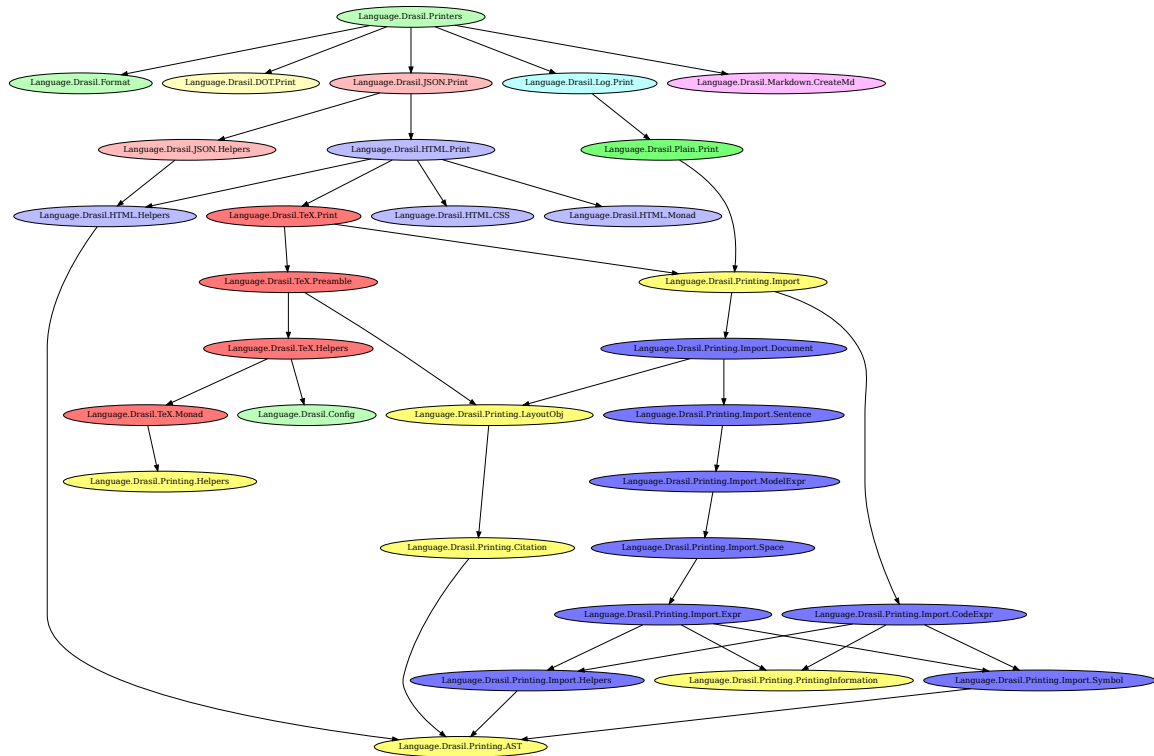 Language.Drasil.Printers
Language.Drasil.Format
Language.Drasil.DOT.Print
Language.Drasil.JSON.Print
Language.Drasil.Log.Print
Language.Drasil.Markdown.CreateMd
Language.Drasil.JSON.Helpers
Language.Drasil.HTML.Print
Language.Drasil.Plain.Print
Language.Drasil.HTML.Helpers
Language.Drasil.TeX.Print
Language.Drasil.HTML.CSS
Language.Drasil.HTML.Monad
Language.Drasil.TeX.Preamble
Language.Drasil.Printing.Import
Language.Drasil.TeX.Helpers
Language.Drasil.Printing.Import.Document
Language.Drasil.TeX.Monad
Language.Drasil.Config
Language.Drasil.Printing.LayoutObj
Language.Drasil.Printing.Import.Sentence
Language.Drasil.Printing.Helpers
Language.Drasil.Printing.Import.ModelExpr
Language.Drasil.Printing.Citation
Language.Drasil.Printing.Import.Space
Language.Drasil.Printing.Import.Expr
Language.Drasil.Printing.Import.CodeExpr
Language.Drasil.Printing.Import.Helpers
Language.Drasil.Printing.PrintingInformation
Language.Drasil.Printing.Import.Symbol
Language.Drasil.Printing.AST